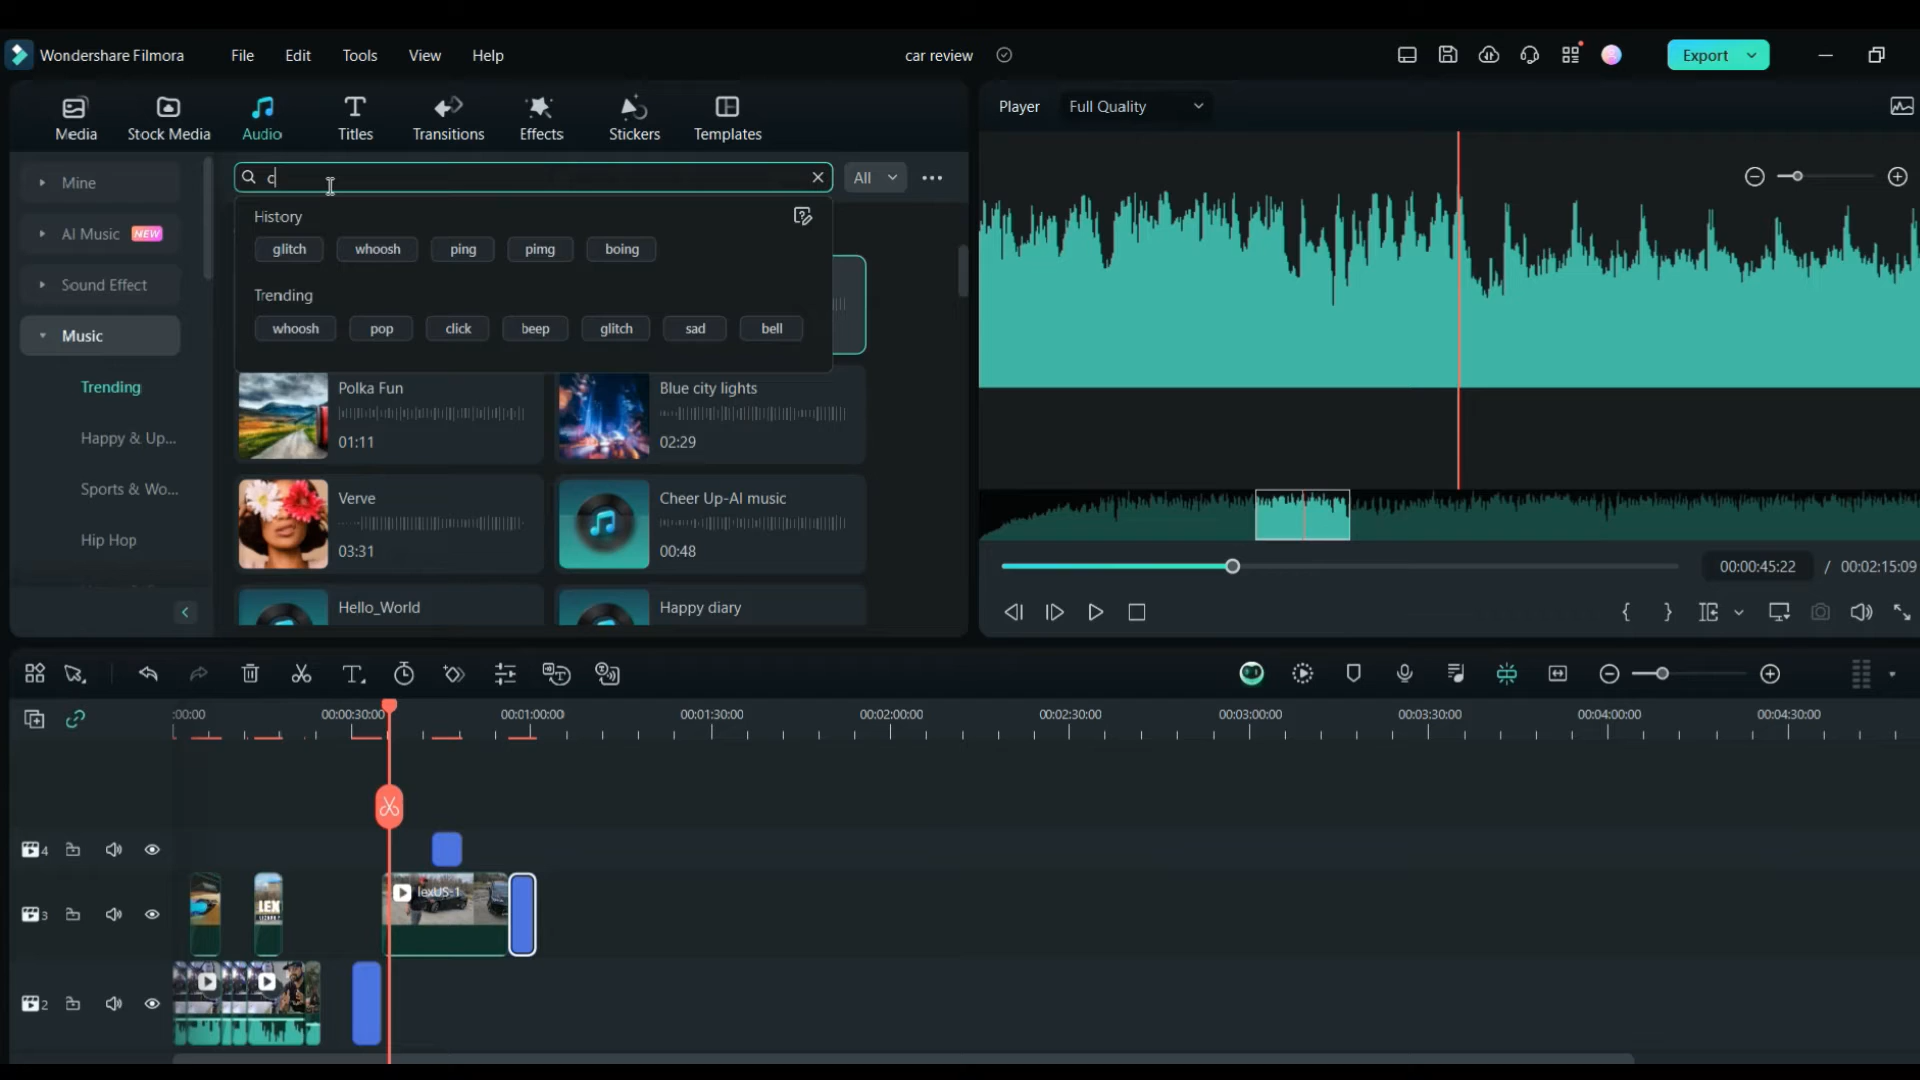 Wondershare Filmora
File Edit Tools View Help
car review
Export
Media
Stock Media
Audio
Titles
Transitions
Effects
Stickers
Templates
Player Full Quality
Mine
AI Music NEW
Sound Effect
Music
Trending
Happy & Up...
Sports & Wo...
Hip Hop
c
All
History
glitch whoosh ping pimg boing
Trending
whoosh pop click beep glitch sad bell
Polka Fun
01:11
Blue city lights
02:29
Verve
03:31
Cheer Up-AI music
00:48
Hello_World
Happy diary
00:00:45:22 / 00:02:15:09
:00:00 00:00:30:00 00:01:00:00 00:01:30:00 00:02:00:00 00:02:30:00 00:03:00:00 00:03:30:00 00:04:00:00 00:04:30:00
4
3
LEX
lexUS-1
2